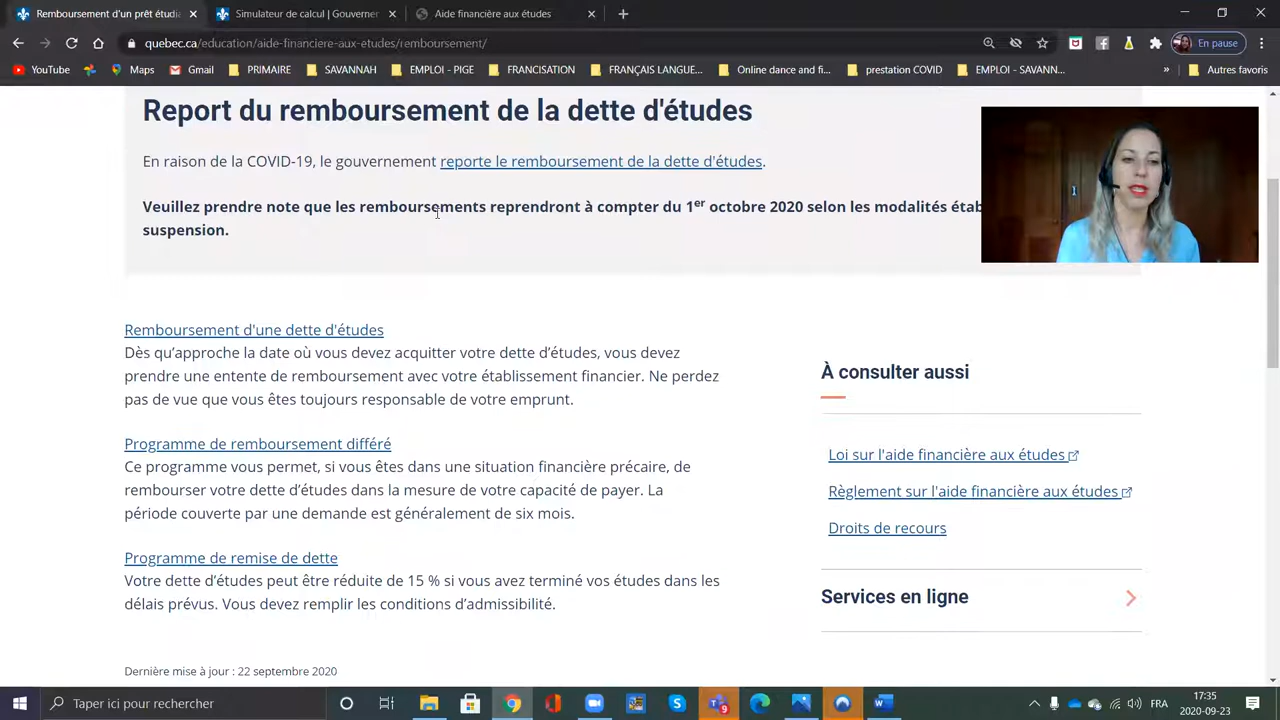 Remboursement d'un prêt étudi
Simulateur de calcul | Gouverner
Aide financière aux études
quebec.ca/education/aide-financiere-aux-etudes/remboursement/
En pause
YouTube
Maps
Gmail
PRIMAIRE
SAVANNAH
EMPLOI - PIGE
FRANCISATION
FRANÇAIS LANGUE...
Online dance and fi...
prestation COVID
EMPLOI - SAVANN...
»
Autres favoris
Report du remboursement de la dette d'études
En raison de la COVID-19, le gouvernement reporte le remboursement de la dette d'études.
Veuillez prendre note que les remboursements reprendront à compter du 1er octobre 2020 selon les modalités étab
suspension.
Remboursement d'une dette d'études
Dès qu’approche la date où vous devez acquitter votre dette d’études, vous devez
prendre une entente de remboursement avec votre établissement financier. Ne perdez
pas de vue que vous êtes toujours responsable de votre emprunt.
Programme de remboursement différé
Ce programme vous permet, si vous êtes dans une situation financière précaire, de
rembourser votre dette d’études dans la mesure de votre capacité de payer. La
période couverte par une demande est généralement de six mois.
Programme de remise de dette
Votre dette d’études peut être réduite de 15 % si vous avez terminé vos études dans les
délais prévus. Vous devez remplir les conditions d’admissibilité.
Dernière mise à jour : 22 septembre 2020
À consulter aussi
Loi sur l'aide financière aux études
Règlement sur l'aide financière aux études
Droits de recours
Services en ligne
Taper ici pour rechercher
9
FRA
17:35
2020-09-23